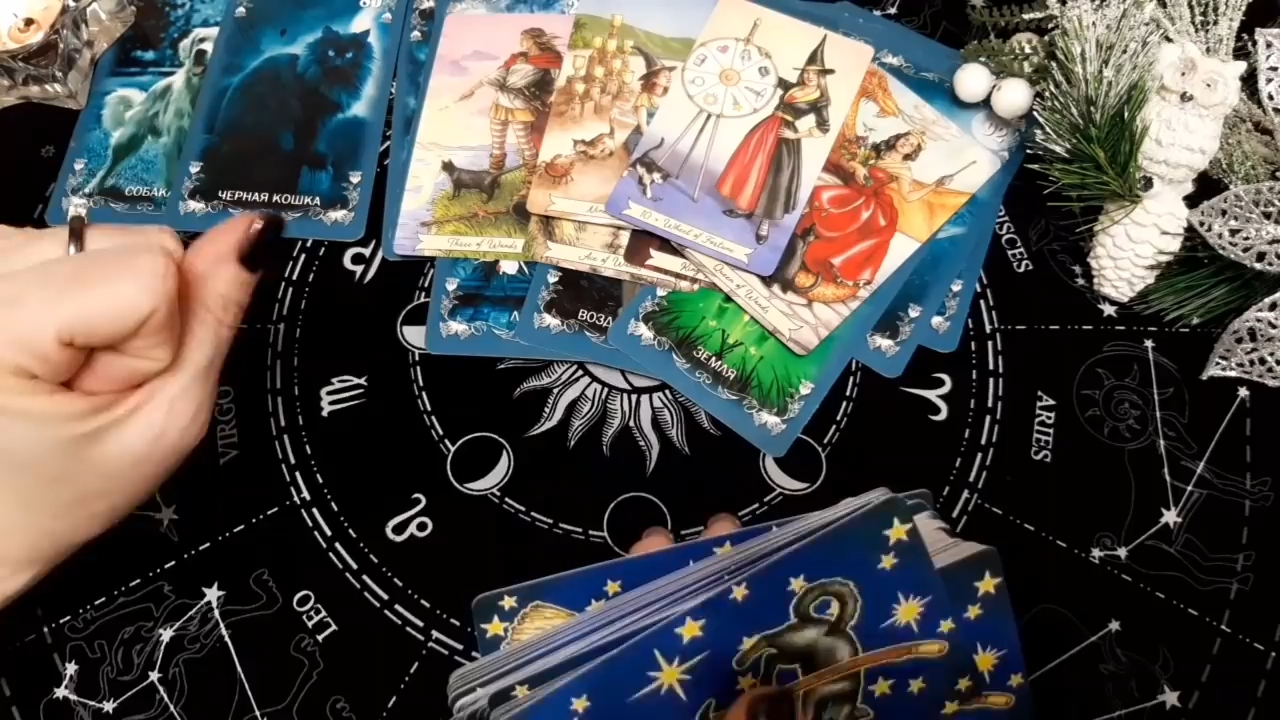 80
СОБАКА
ЧЕРНАЯ КОШКА
Three of Wands
Ace of
10 • Wheel of Fortune
Queen of Wands
ВОЗД
ЗЕМЛЯ
PISCES
ARIES
VIRGO
LEO